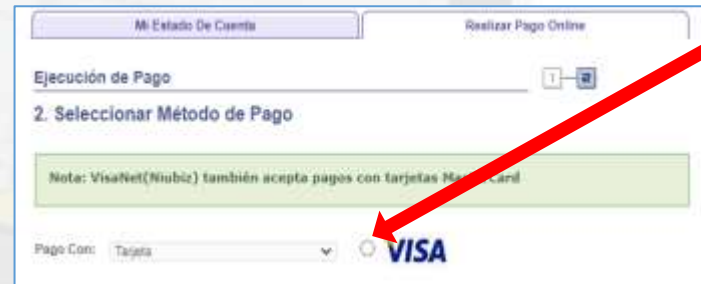 Mi Estado De Cuenta
Realizar Pago Online
Ejecución de Pago
1
2
2. Seleccionar Método de Pago
Nota: VisaNet(Niubiz) también acepta pagos con tarjetas MasterCard
Pago Con: Tarjeta VISA